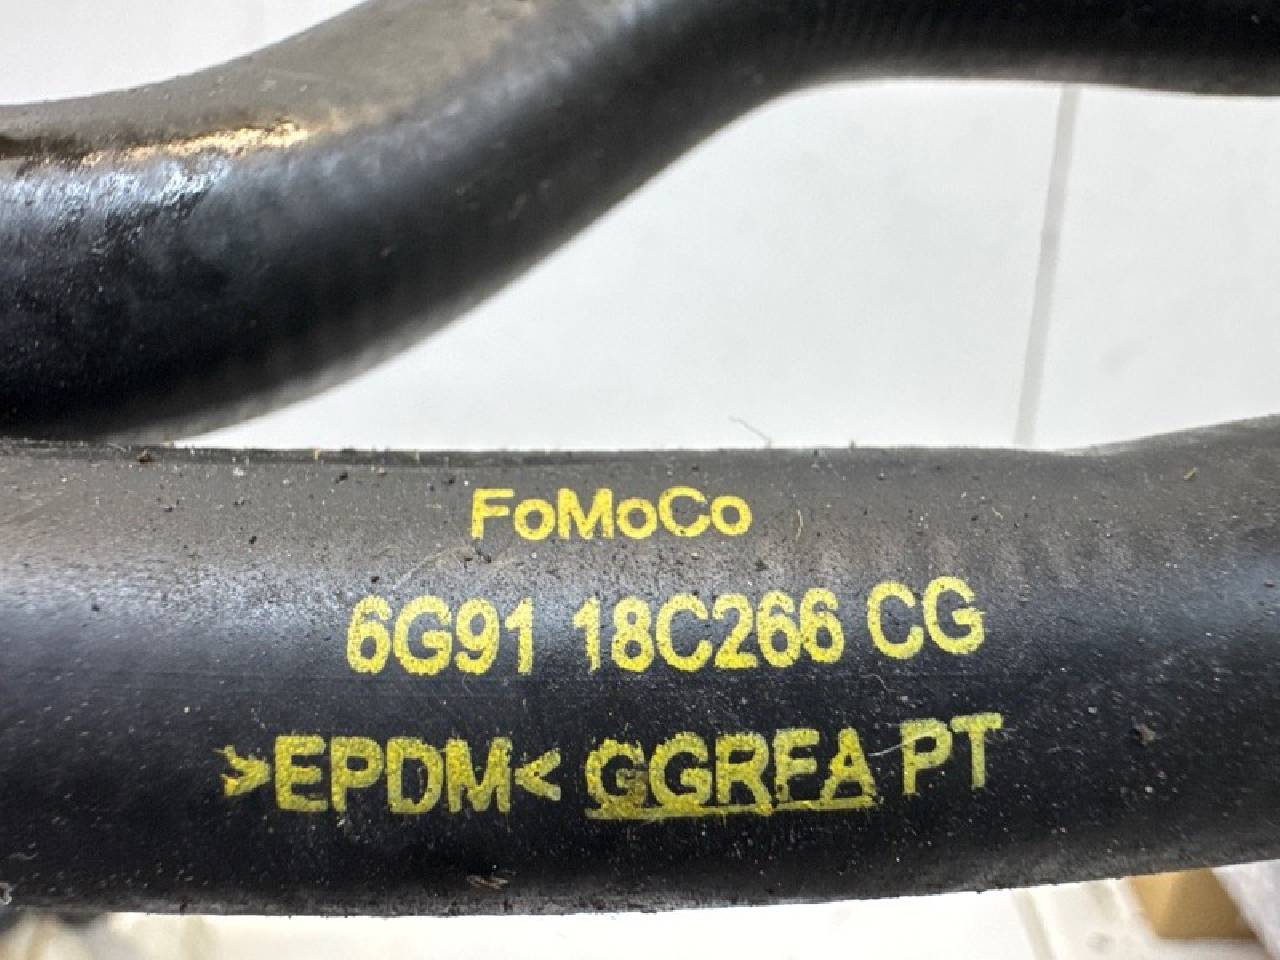 FoMoCo
6G91 18C266 CG
>EPDM< GGRFA PT